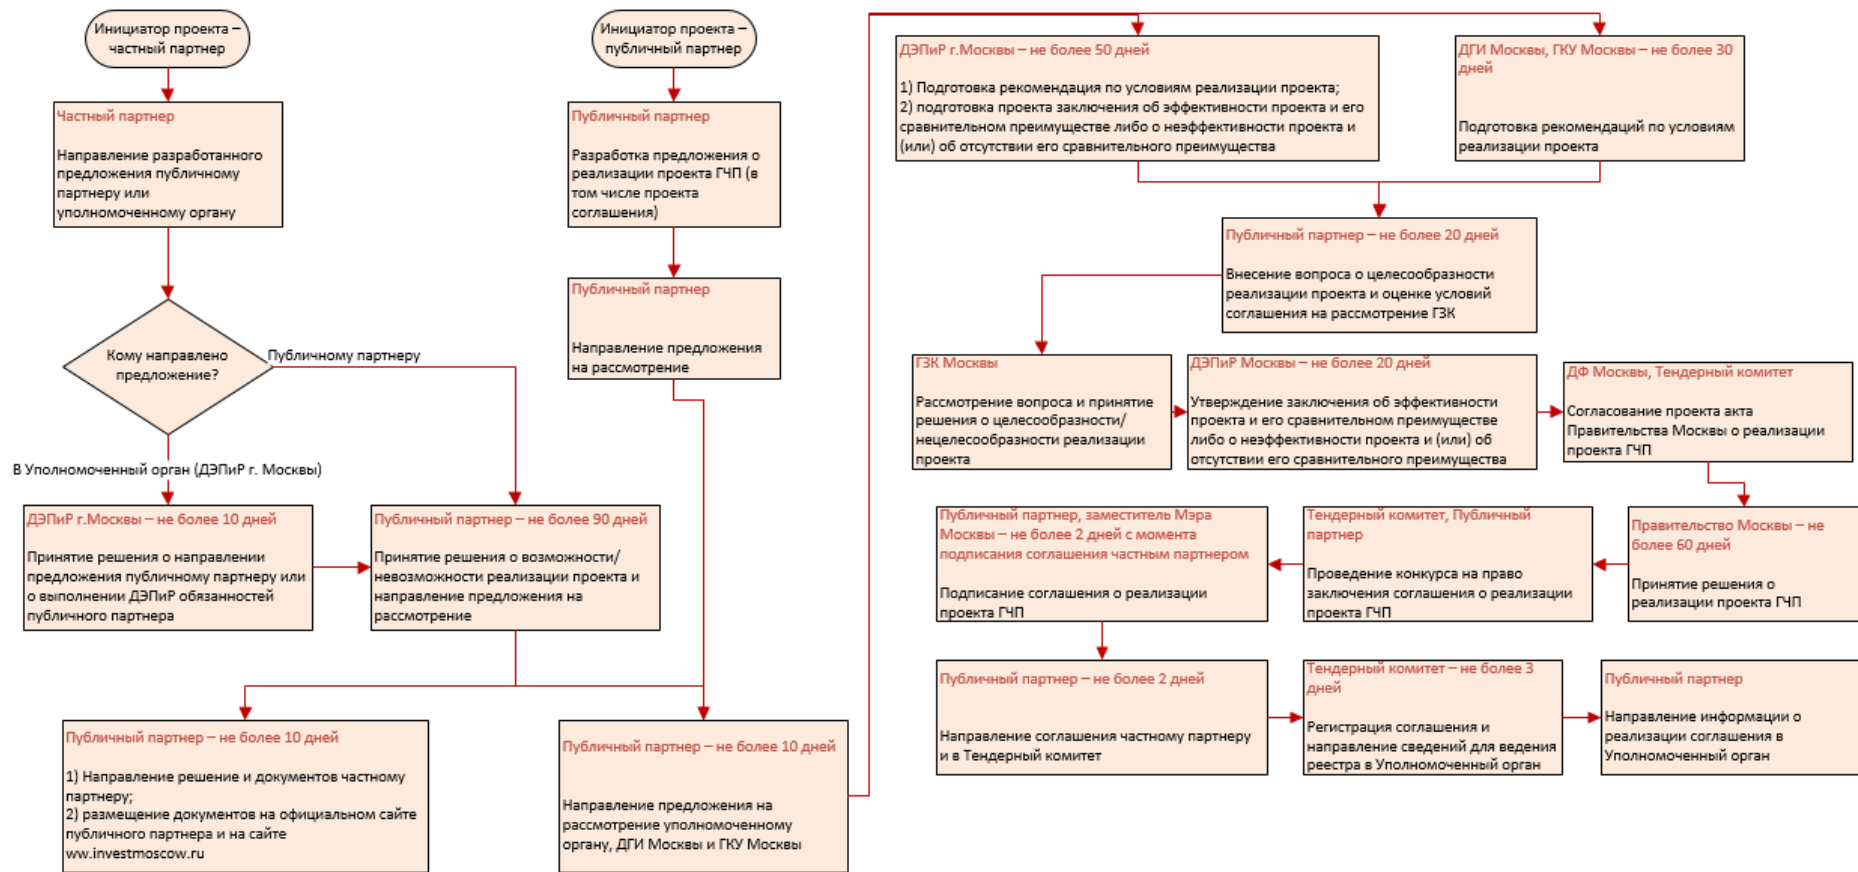 Инициатор проекта –
частный партнер
Частный партнер
Направление разработанного
предложения публичному
партнеру или
уполномоченному органу
Кому направлено
предложение?
Публичному партнеру
В Уполномоченный орган (ДЭПиР г. Москвы)
ДЭПиР г.Москвы – не более 10 дней
Принятие решения о направлении
предложения публичному партнеру или
о выполнении ДЭПиР обязанностей
публичного партнера
Публичный партнер – не более 90 дней
Принятие решения о возможности/
невозможности реализации проекта и
направление предложения на
рассмотрение
Инициатор проекта –
публичный партнер
Публичный партнер
Разработка предложения о
реализации проекта ГЧП (в
том числе проекта
соглашения)
Публичный партнер
Направление предложения
на рассмотрение
Публичный партнер – не более 10 дней
1) Направление решение и документов частному
партнеру;
2) размещение документов на официальном сайте
публичного партнера и на сайте
ww.investmoscow.ru
Публичный партнер – не более 10 дней
Направление предложения на
рассмотрение уполномоченному
органу, ДГИ Москвы и ГКУ Москвы
ДЭПиР г.Москвы – не более 50 дней
1) Подготовка рекомендация по условиям реализации проекта;
2) подготовка проекта заключения об эффективности проекта и его
сравнительном преимуществе либо о неэффективности проекта и
(или) об отсутствии его сравнительного преимущества
ДГИ Москвы, ГКУ Москвы – не более 30
дней
Подготовка рекомендаций по условиям
реализации проекта
Публичный партнер – не более 20 дней
Внесение вопроса о целесообразности
реализации проекта и оценке условий
соглашения на рассмотрение ГЗК
ГЗК Москвы
Рассмотрение вопроса и принятие
решения о целесообразности/
нецелесообразности реализации
проекта
ДЭПиР Москвы – не более 20 дней
Утверждение заключения об эффективности
проекта и его сравнительном преимуществе
либо о неэффективности проекта и (или) об
отсутствии его сравнительного преимущества
ДФ Москвы, Тендерный комитет
Согласование проекта акта
Правительства Москвы о реализации
проекта ГЧП
Правительство Москвы – не
более 60 дней
Принятие решения о
реализации проекта ГЧП
Тендерный комитет, Публичный
партнер
Проведение конкурса на право
заключения соглашения о реализации
проекта ГЧП
Публичный партнер, заместитель Мэра
Москвы – не более 2 дней с момента
подписания соглашения частным партнером
Подписание соглашения о реализации
проекта ГЧП
Публичный партнер – не более 2 дней
Направление соглашения частному партнеру
и в Тендерный комитет
Тендерный комитет – не более 3
дней
Регистрация соглашения и
направление сведений для ведения
реестра в Уполномоченный орган
Публичный партнер
Направление информации о
реализации соглашения в
Уполномоченный орган